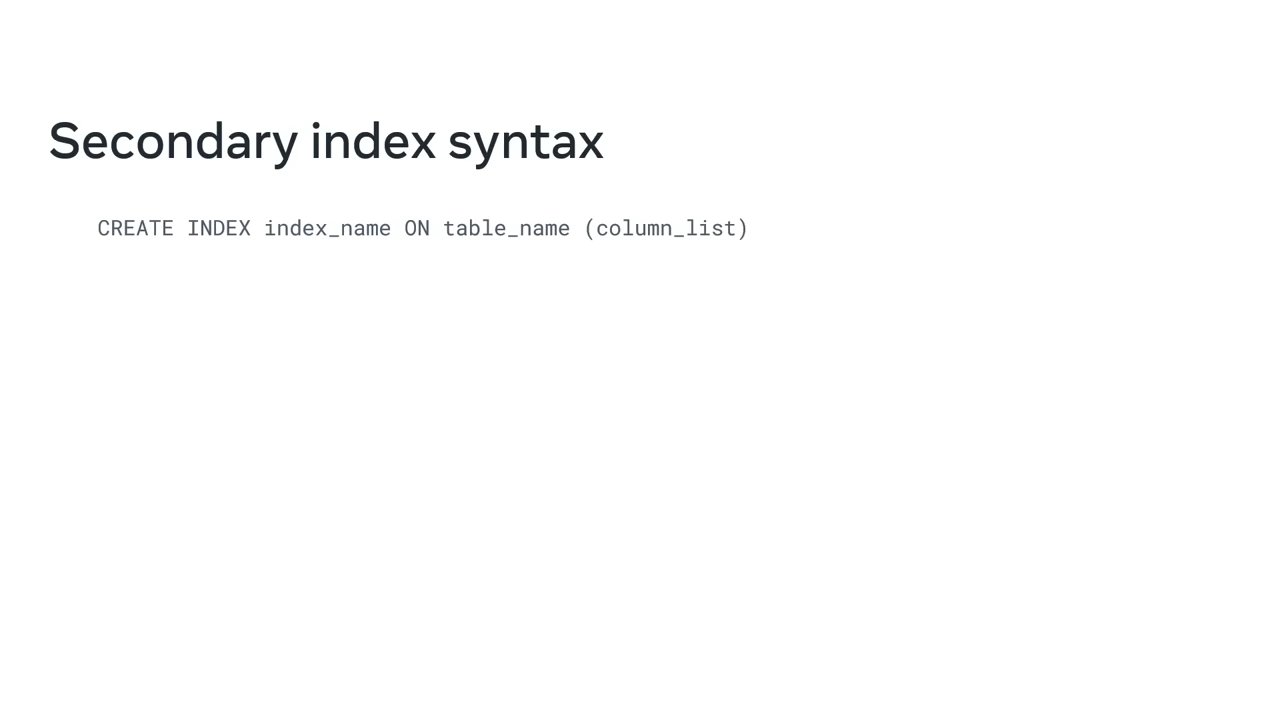 Secondary index syntax
CREATE INDEX index_name ON table_name (column_list)